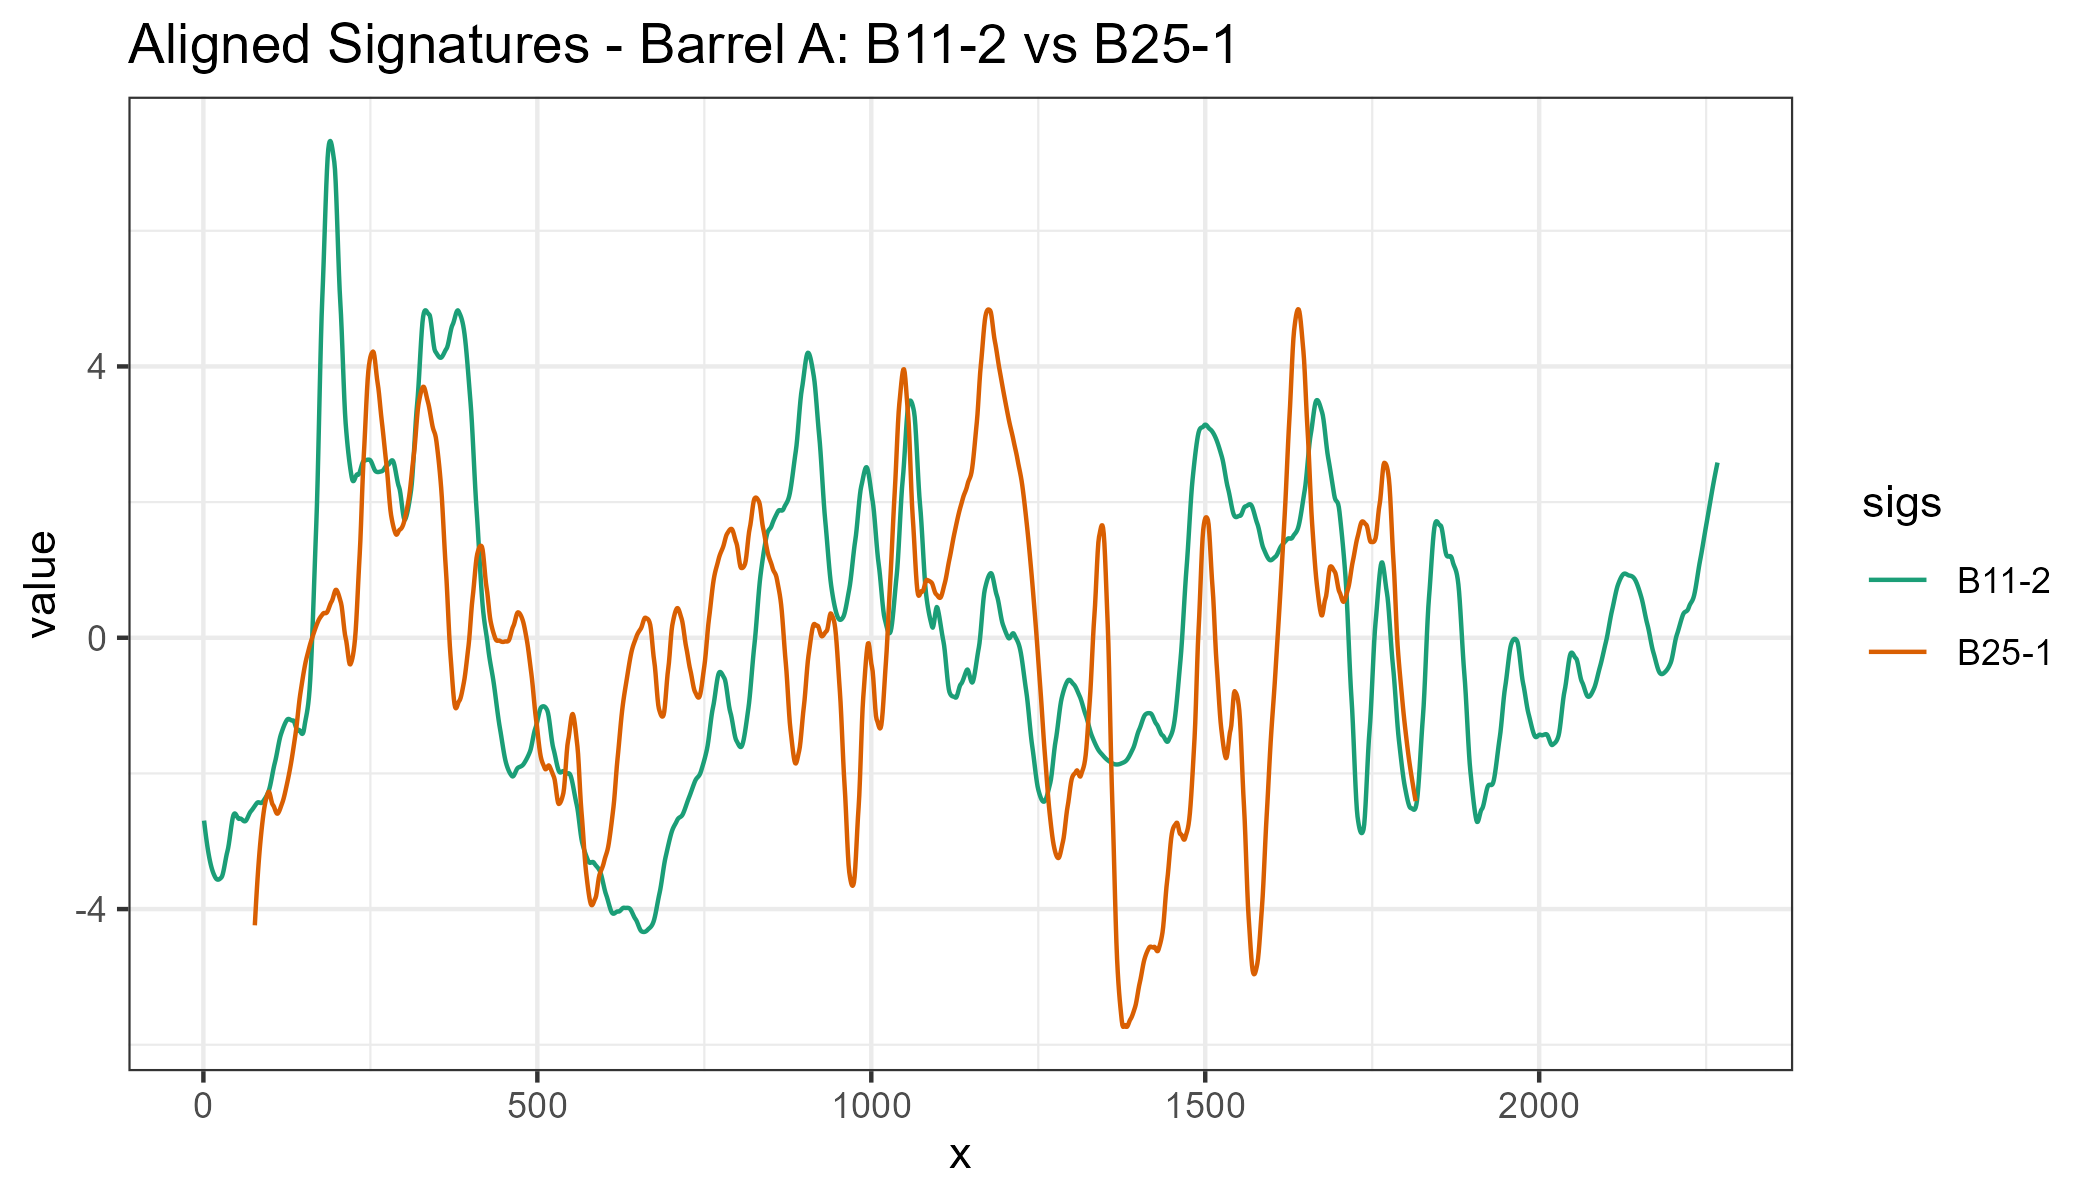 Aligned Signatures - Barrel A: B11-2 vs B25-1
value
4
0
-4
0 500 1000 1500 2000
x
sigs
B11-2
B25-1